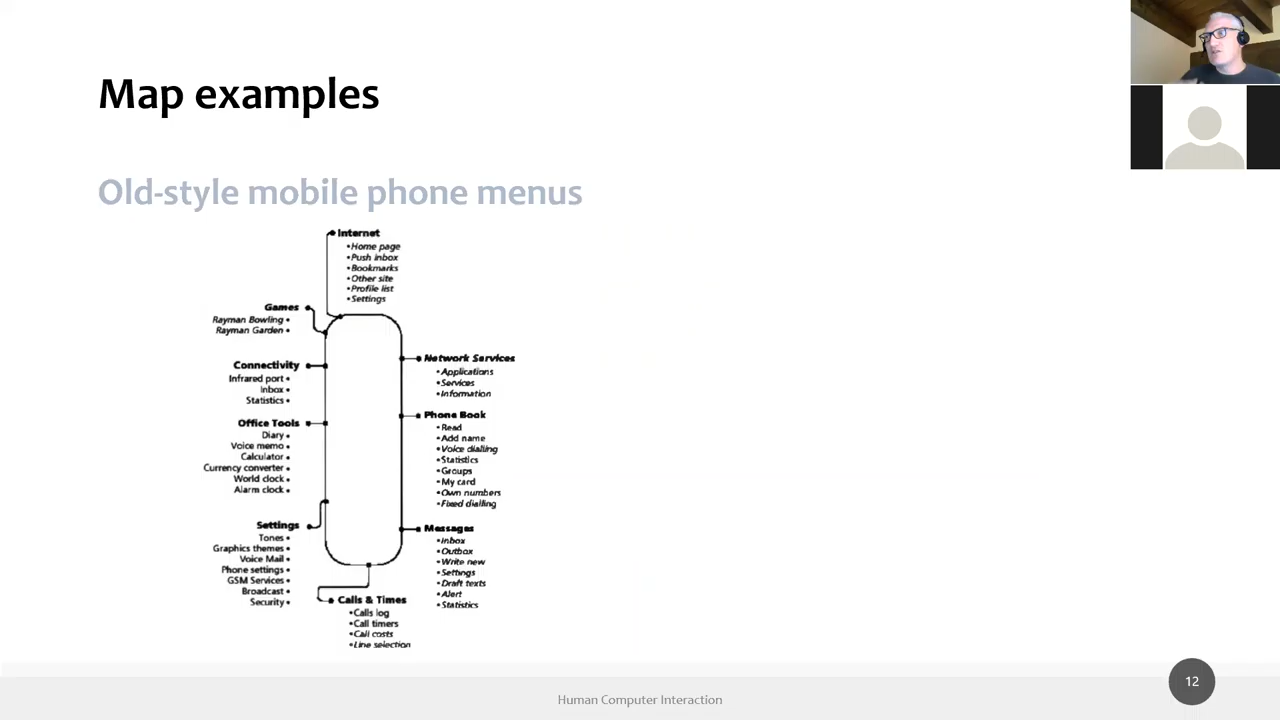 Map examples
Old-style mobile phone menus
Internet
•Home page
•Push inbox
•Bookmarks
•Other site
•Profile list
•Settings
Games
Rayman Bowling •
Rayman Garden •
Connectivity
Infrared port •
Inbox •
Statistics •
Office Tools
Diary •
Voice memo •
Calculator •
Currency converter •
World clock •
Alarm clock •
Settings
Tones •
Graphics themes •
Voice Mail •
Phone settings •
GSM Services •
Broadcast •
Security •
Network Services
•Applications
•Services
•Information
Phone Book
•Read
•Add name
•Voice dialling
•Statistics
•Groups
•My card
•Own numbers
•Fixed dialling
Messages
•Inbox
•Outbox
•Write new
•Settings
•Draft texts
•Alert
•Statistics
Calls & Times
•Calls log
•Call timers
•Call costs
•Line selection
Human Computer Interaction
12